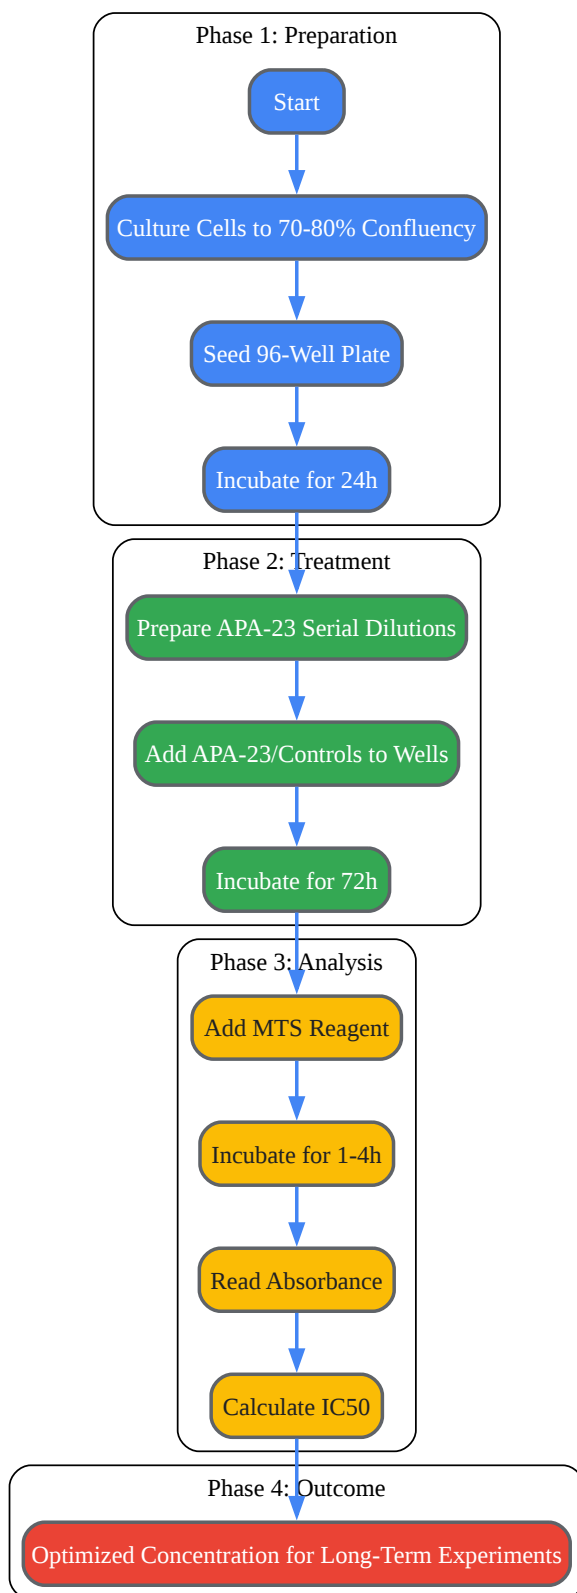 Phase 1: Preparation
Start
Culture Cells to 70-80% Confluency
Seed 96-Well Plate
Incubate for 24h
Phase 2: Treatment
Prepare APA-23 Serial Dilutions
Add APA-23/Controls to Wells
Incubate for 72h
Phase 3: Analysis
Add MTS Reagent
Incubate for 1-4h
Read Absorbance
Calculate IC50
Phase 4: Outcome
Optimized Concentration for Long-Term Experiments